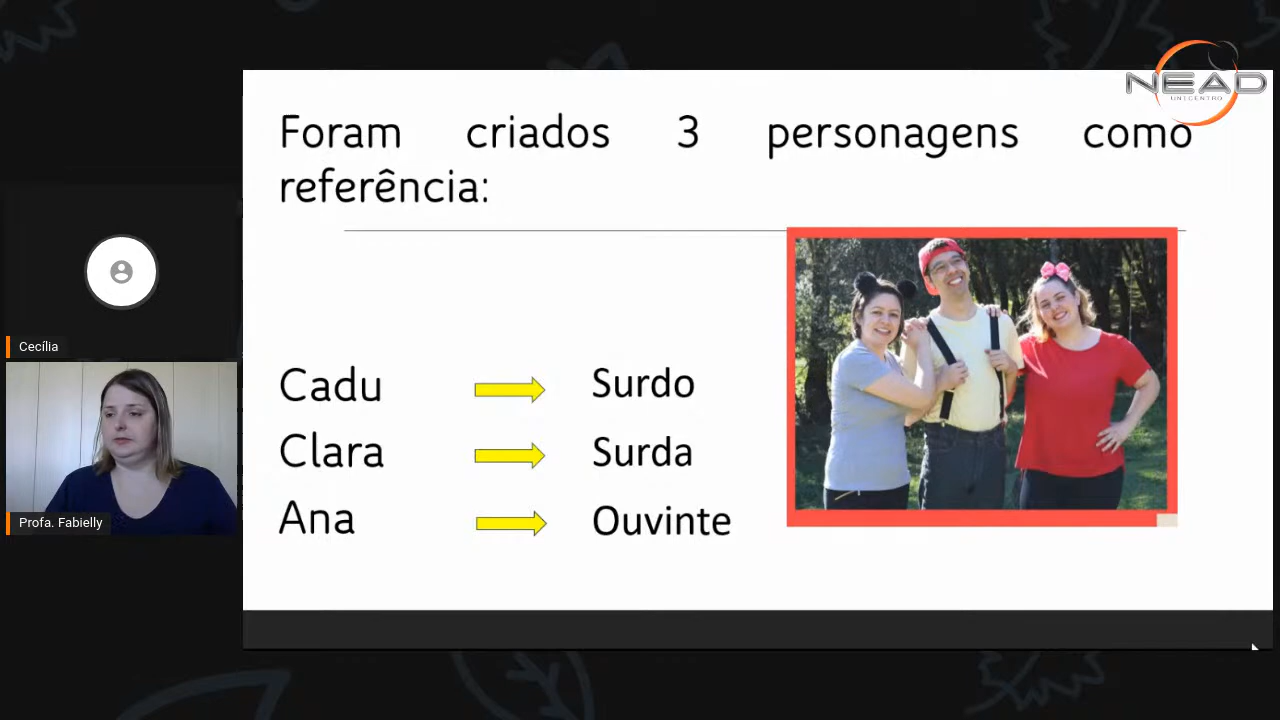 NEAD
UNICENTRO
Foram criados 3 personagens como
referência:
Cadu Surdo
Clara Surda
Ana Ouvinte
Cecília
Profa. Fabielly